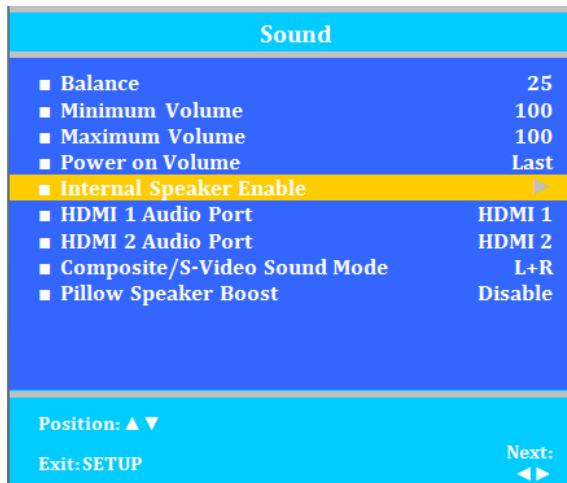 Sound
■ Balance 25
■ Minimum Volume 100
■ Maximum Volume 100
■ Power on Volume Last
■ Internal Speaker Enable ▶
■ HDMI 1 Audio Port HDMI 1
■ HDMI 2 Audio Port HDMI 2
■ Composite/S-Video Sound Mode L+R
■ Pillow Speaker Boost Disable
Position: ▲ ▼
Exit: SETUP
Next:
◀ ▶